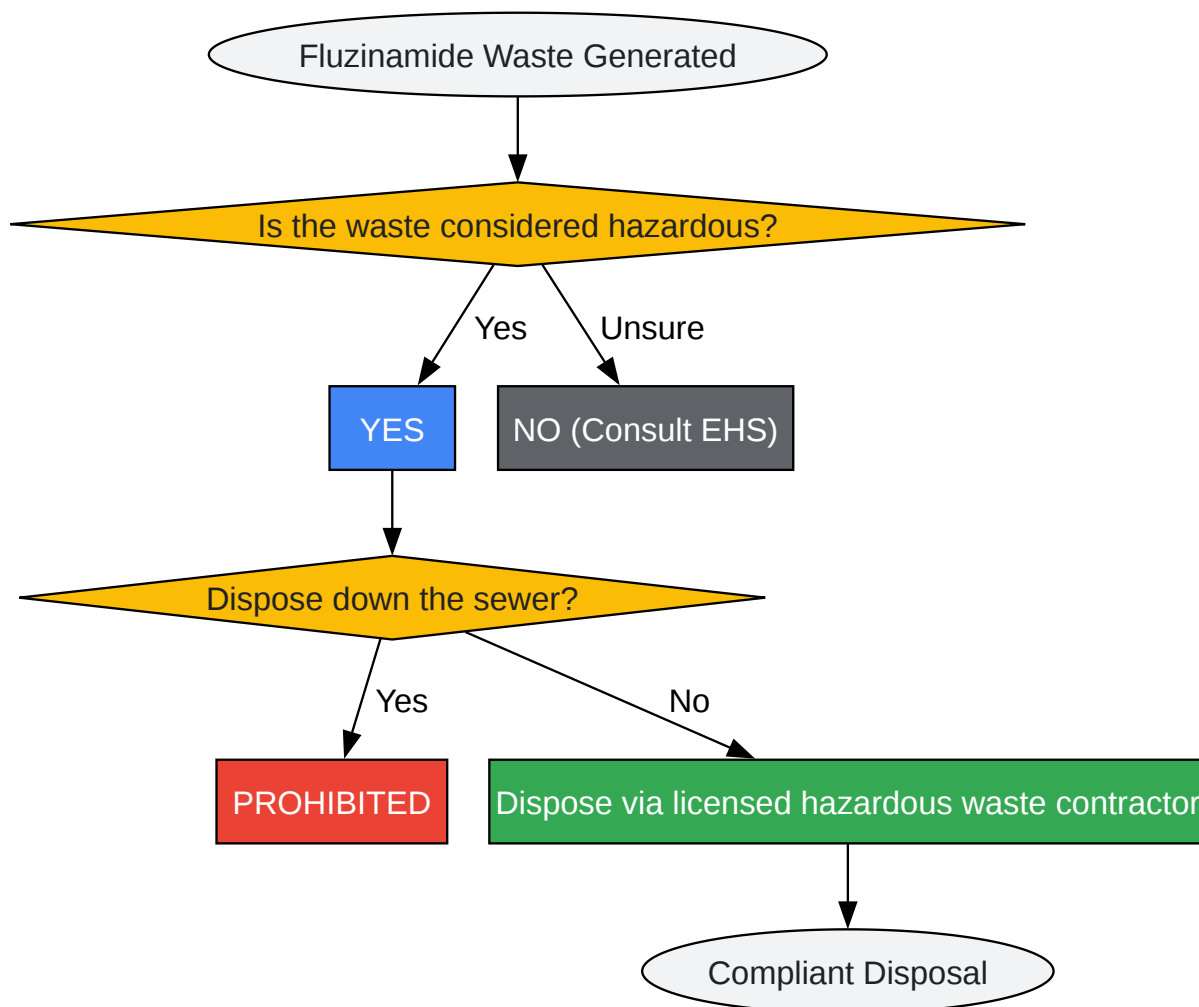 Fluzinamide Waste Generated
Is the waste considered hazardous?
Yes
Unsure
YES
NO (Consult EHS)
Dispose down the sewer?
Yes
No
PROHIBITED
Dispose via licensed hazardous waste contractor
Compliant Disposal